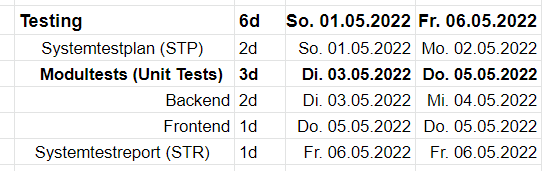 Testing 6d So. 01.05.2022 Fr. 06.05.2022
Systemtestplan (STP) 2d So. 01.05.2022 Mo. 02.05.2022
Modultests (Unit Tests) 3d Di. 03.05.2022 Do. 05.05.2022
Backend 2d Di. 03.05.2022 Mi. 04.05.2022
Frontend 1d Do. 05.05.2022 Do. 05.05.2022
Systemtestreport (STR) 1d Fr. 06.05.2022 Fr. 06.05.2022